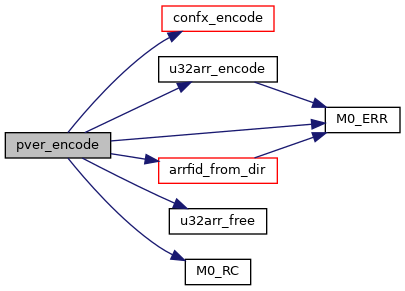 confx_encode
u32arr_encode
M0_ERR
pver_encode
arrfid_from_dir
u32arr_free
M0_RC